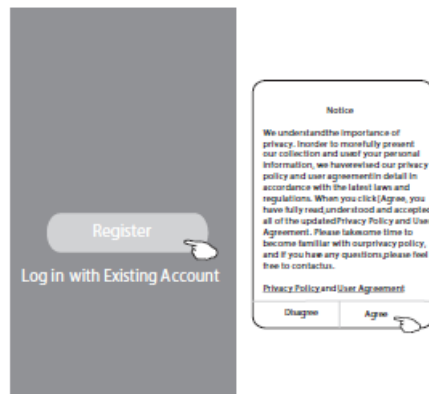 Register
Log in with Existing Account
Notice
We understandthe importance of
privacy. Inorder to morefully present
our collection and useof your personal
information, we haverevised our privacy
policy and user agreementin detail in
accordance with the latest laws and
regulations. When you click[Agree, you
have fully read,understood and accepted
all of the updatedPrivacy Policy and User
Agreement. Please takesome time to
become familiar with ourprivacy policy,
and if you have any questions,please feel
free to contactus.
Privacy Policy and User Agreement
Disagree
Agree